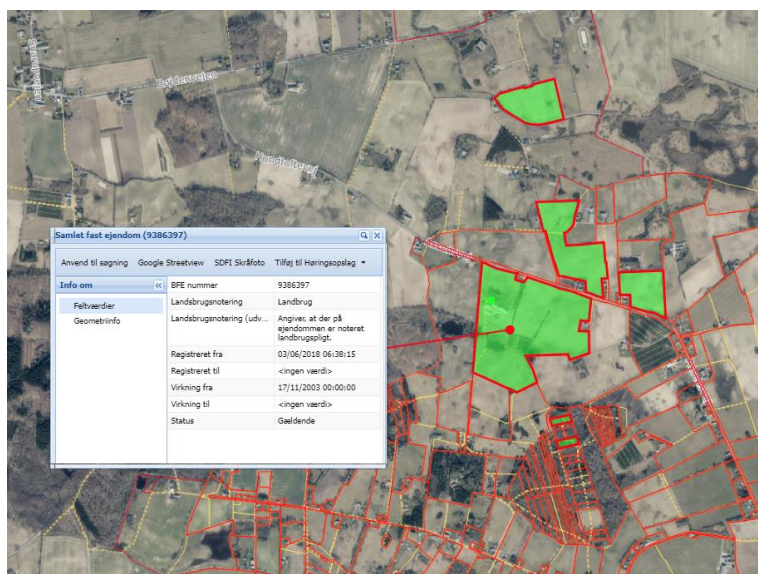 Bøjdenvejen
Hundtoftevej
Samlet fast ejendom (9386397)
Anvend til søgning Google Streetview SDFI Skråfoto Tilføj til Høringsopslag
Info om
Feltværdier
Geometriinfo
BFE nummer 9386397
Landsbrugsnotering Landbrug
Landsbrugsnotering (udv... Angiver, at der på
ejendommen er noteret
landbrugspligt.
Registreret fra 03/06/2018 06:38:15
Registreret til <ingen værdi>
Virkning fra 17/11/2003 00:00:00
Virkning til <ingen værdi>
Status Gældende